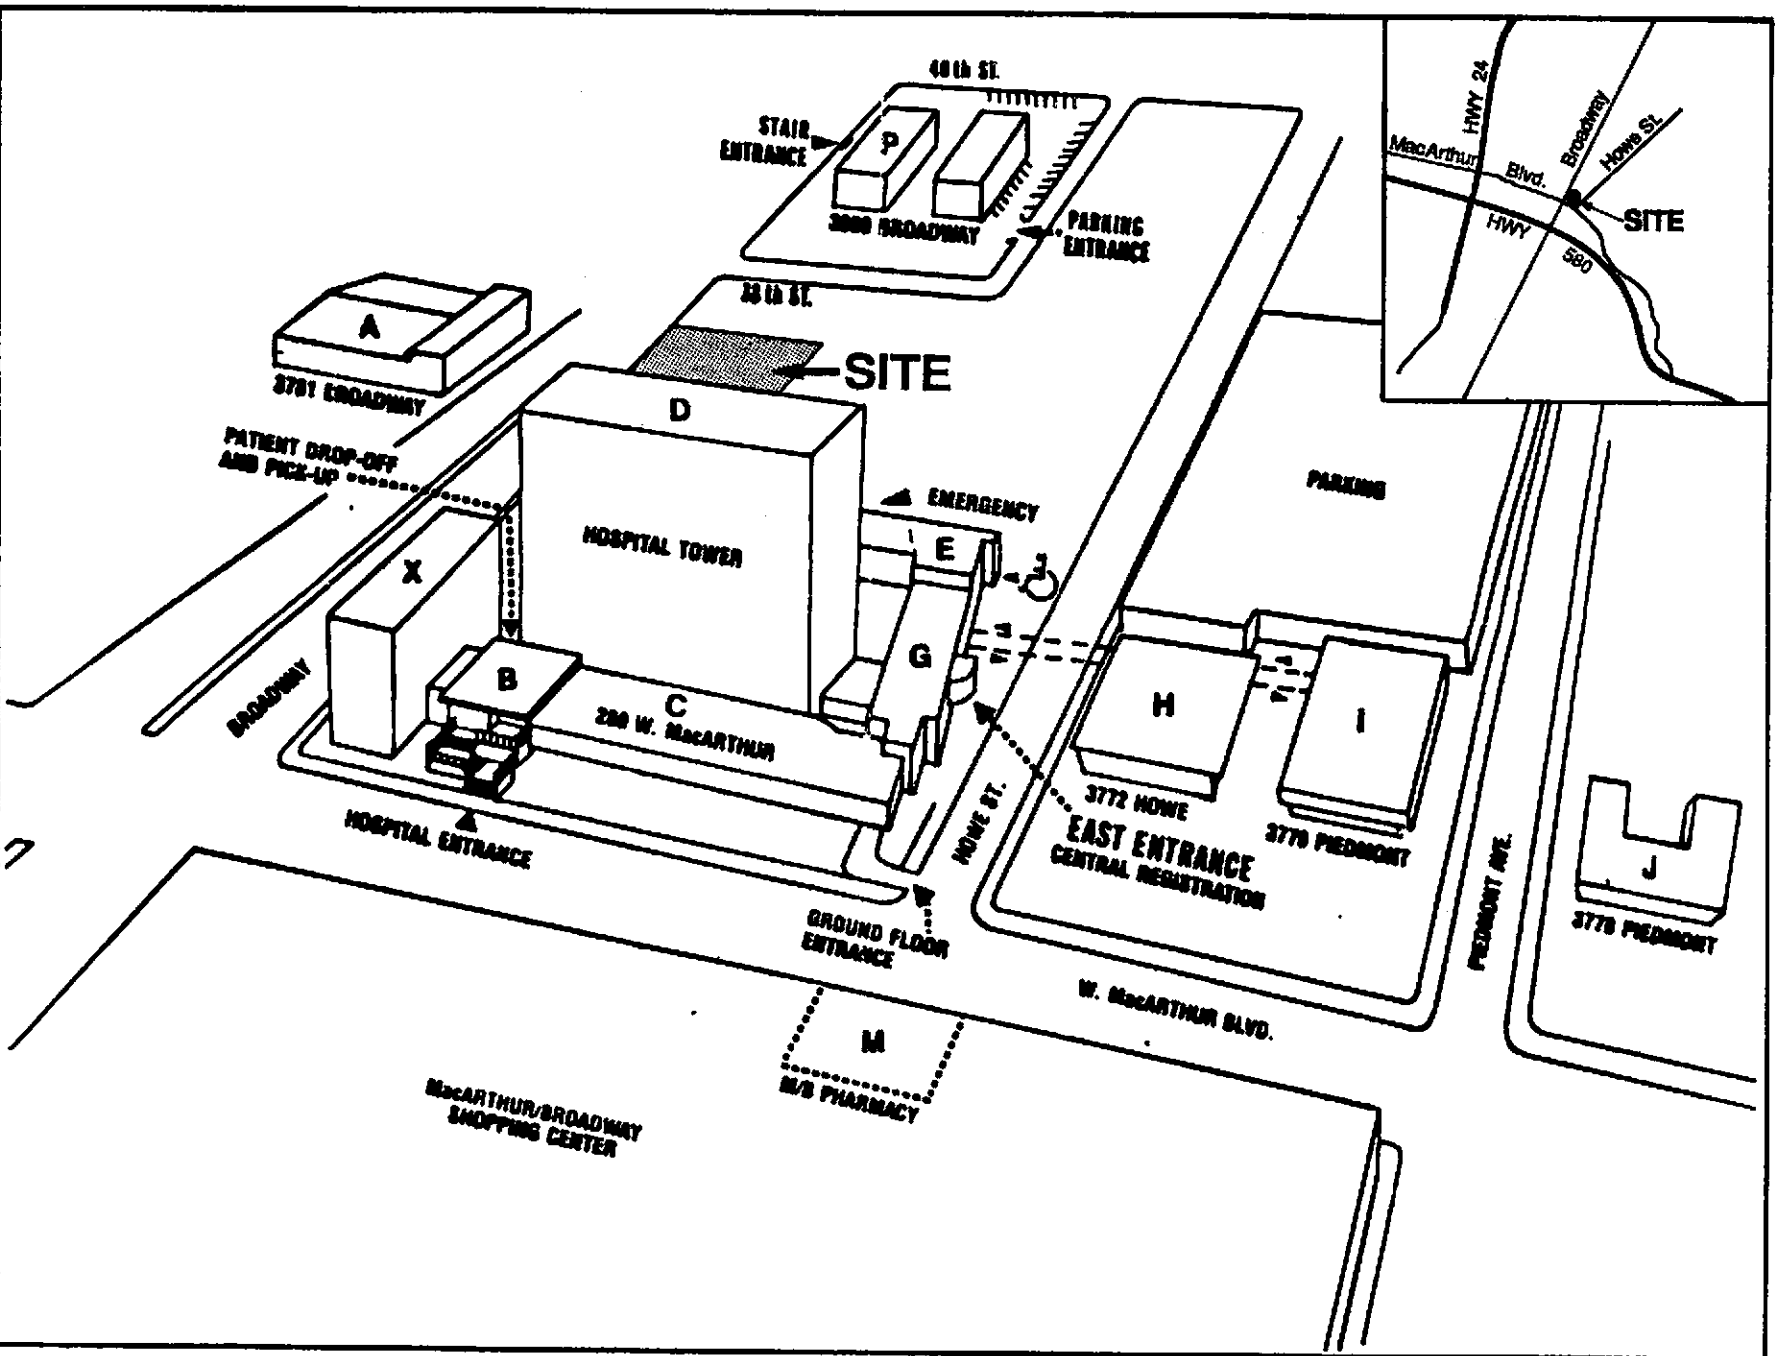 40th ST.
STAIR
ENTRANCE
P
BROADWAY
PARKING
ENTRANCE
38th ST.
HWY 24
Broadway
Howe St.
MacArthur
Blvd.
SITE
HWY
580
A
3781 BROADWAY
SITE
D
PATIENT DROP-OFF
AND PICK-UP
EMERGENCY
PARKING
HOSPITAL TOWER
E
X
G
B
C
280 W. MacARTHUR
H
I
BROADWAY
HOSPITAL ENTRANCE
HOWE ST.
3772 HOWE
EAST ENTRANCE
CENTRAL REGISTRATION
3779 PIEDMONT
PIEDMONT AVE.
J
3778 PIEDMONT
GROUND FLOOR
ENTRANCE
W. MacARTHUR BLVD.
M
M/B PHARMACY
MacARTHUR/BROADWAY
SHOPPING CENTER